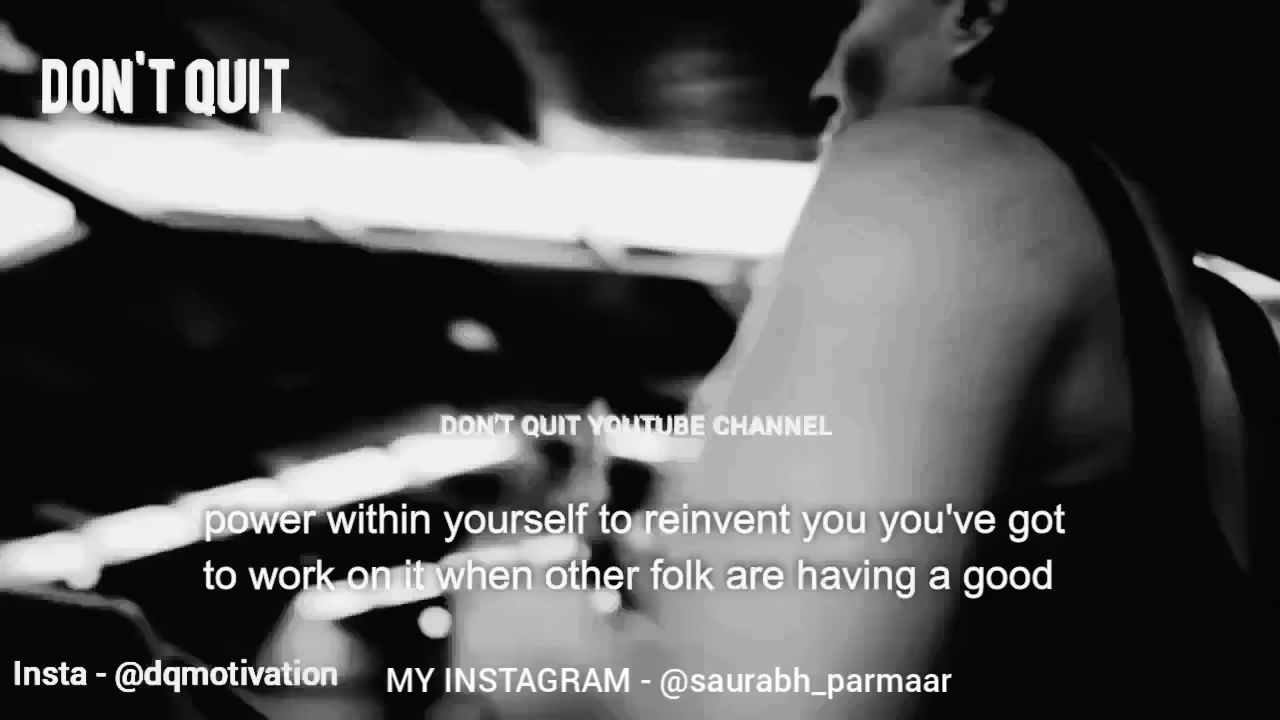 DON'T QUIT
DON'T QUIT YOUTUBE CHANNEL
power within yourself to reinvent you you've got
to work on it when other folk are having a good
Insta - @dqmotivation
MY INSTAGRAM - @saurabh_parmaar